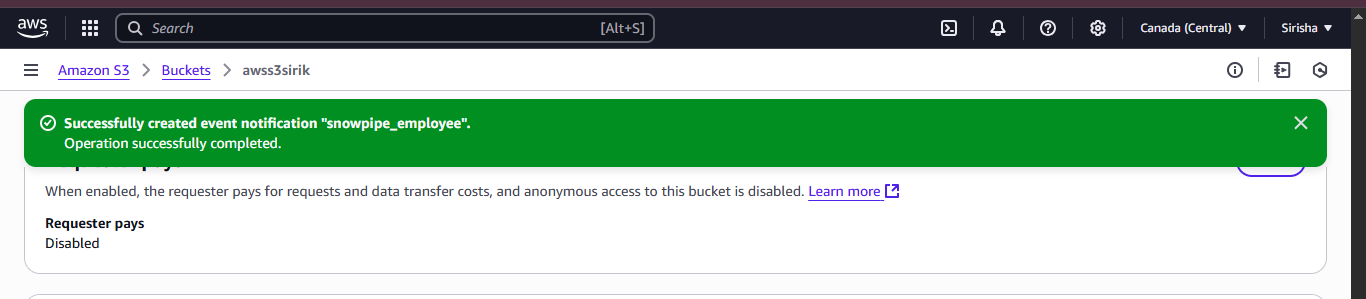 aws Search [Alt+S] Canada (Central) Sirisha
Amazon S3 > Buckets > awss3sirik
Successfully created event notification "snowpipe_employee".
Operation successfully completed.
When enabled, the requester pays for requests and data transfer costs, and anonymous access to this bucket is disabled. Learn more
Requester pays
Disabled